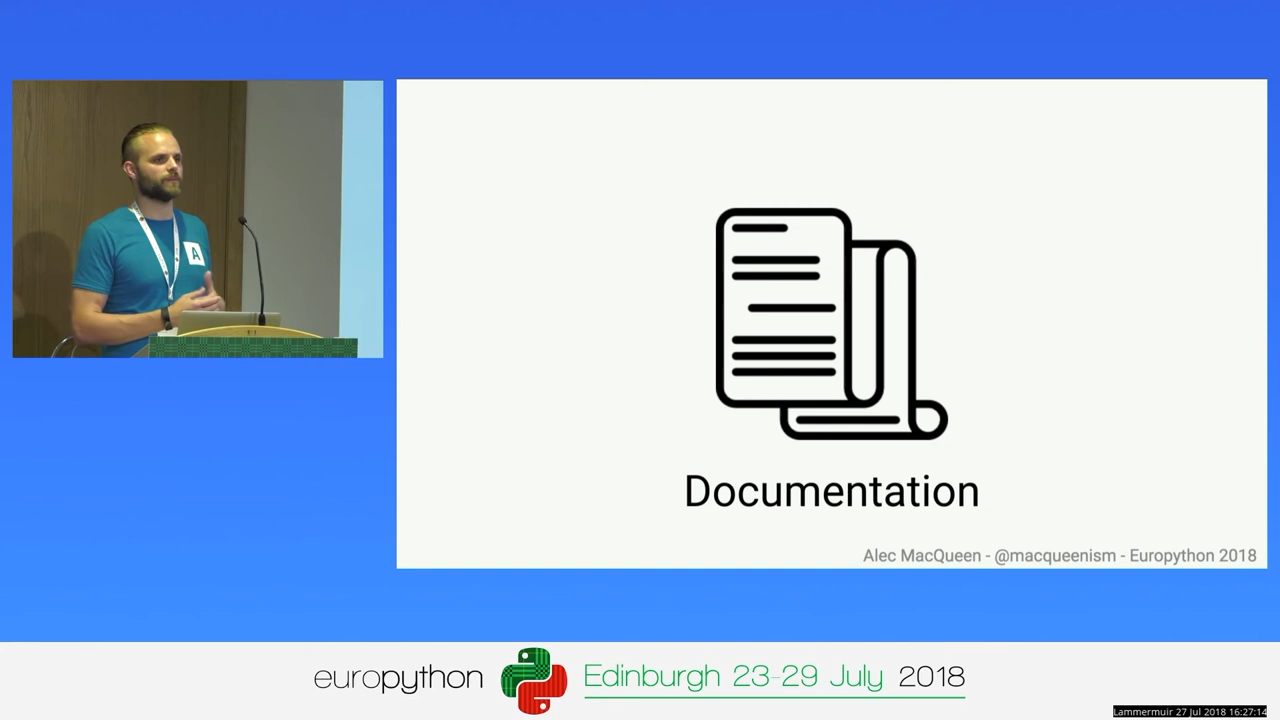 A
Documentation
Alec MacQueen - @macqueenism - Europython 2018
europython Edinburgh 23-29 July 2018
Lammermuir 27 Jul 2018 16:27:14